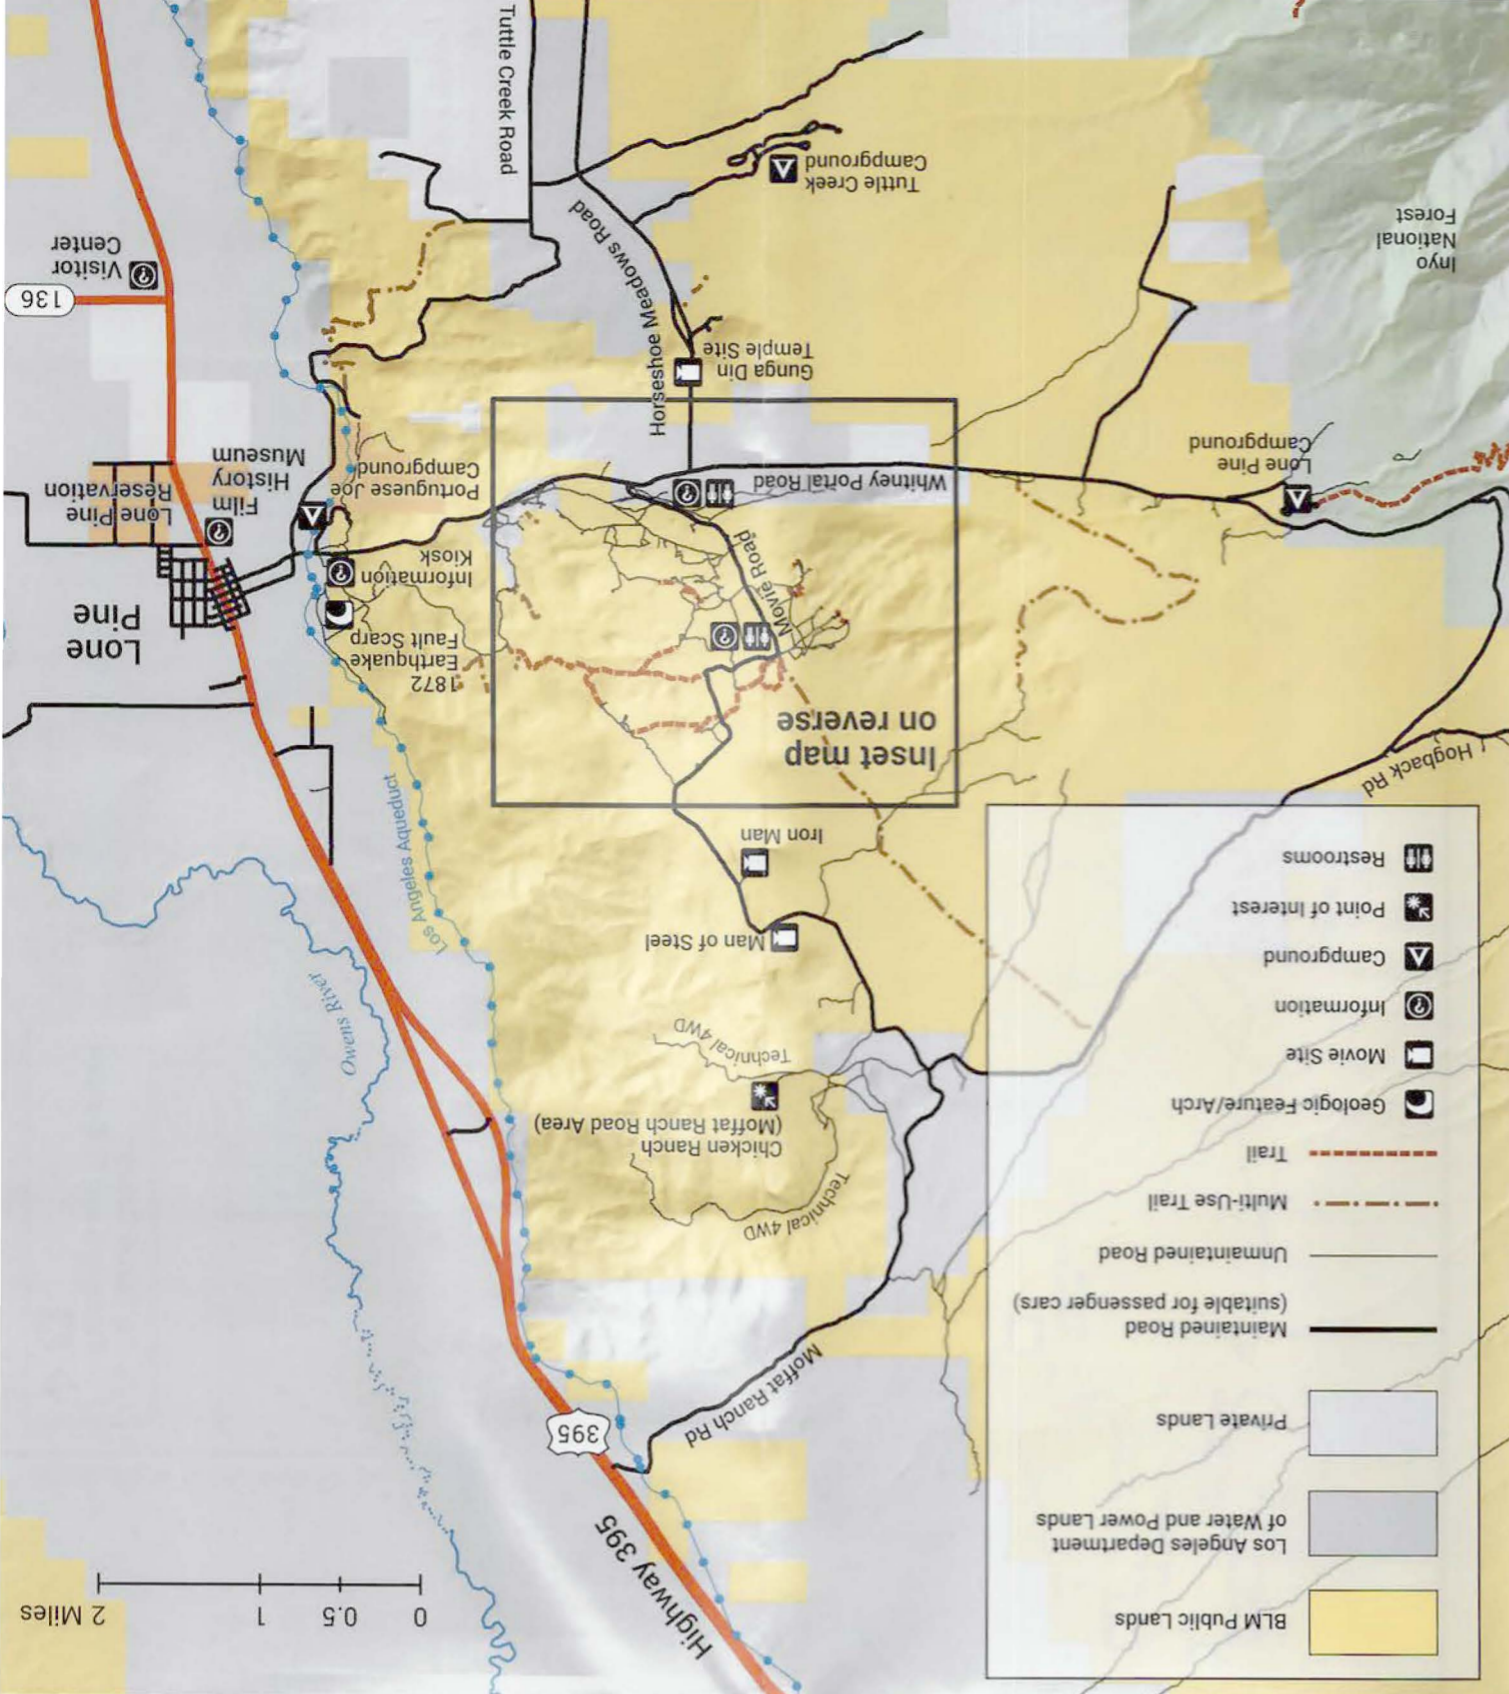 Highway 395
395
0
0.5
1
2 Miles
BLM Public Lands
Los Angeles Department
of Water and Power Lands
Private Lands
Maintained Road
(suitable for passenger cars)
Unmaintained Road
Multi-Use Trail
Trail
Geologic Feature/Arch
Movie Site
Information
Campground
Point of Interest
Restrooms
Moffat Ranch Rd
Technical 4WD
Chicken Ranch
(Moffat Ranch Road Area)
Technical 4WD
Owens River
Los Angeles Aqueduct
Man of Steel
Iron Man
Hogback Rd
Inset map
on reverse
1872
Earthquake
Fault Scarp
Lone
Pine
Information
Kiosk
Movie Road
Film
History
Museum
Lone Pine
Reservation
Portuguese Joe
Campground
Whitney Portal Road
Lone Pine
Campground
Horseshoe Meadows Road
Gunga Din
Temple Site
136
Visitor
Center
Inyo
National
Forest
Tuttle Creek
Campground
Tuttle Creek Road